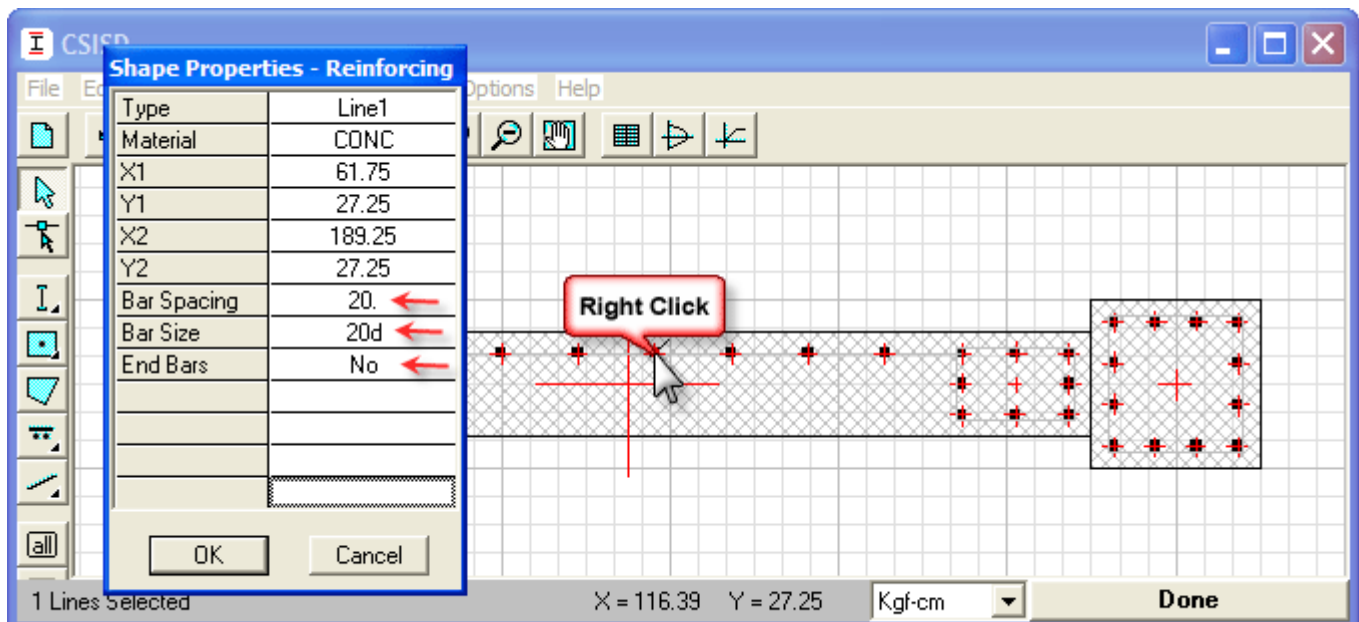 CSISD
Shape Properties - Reinforcing
File Options Help
Type Line1
Material CONC
X1 61.75
Y1 27.25
X2 189.25
Y2 27.25
Bar Spacing 20.
Bar Size 20d
End Bars No
Right Click
all
OK Cancel
1 Lines Selected X = 116.39 Y = 27.25 Kgf-cm Done